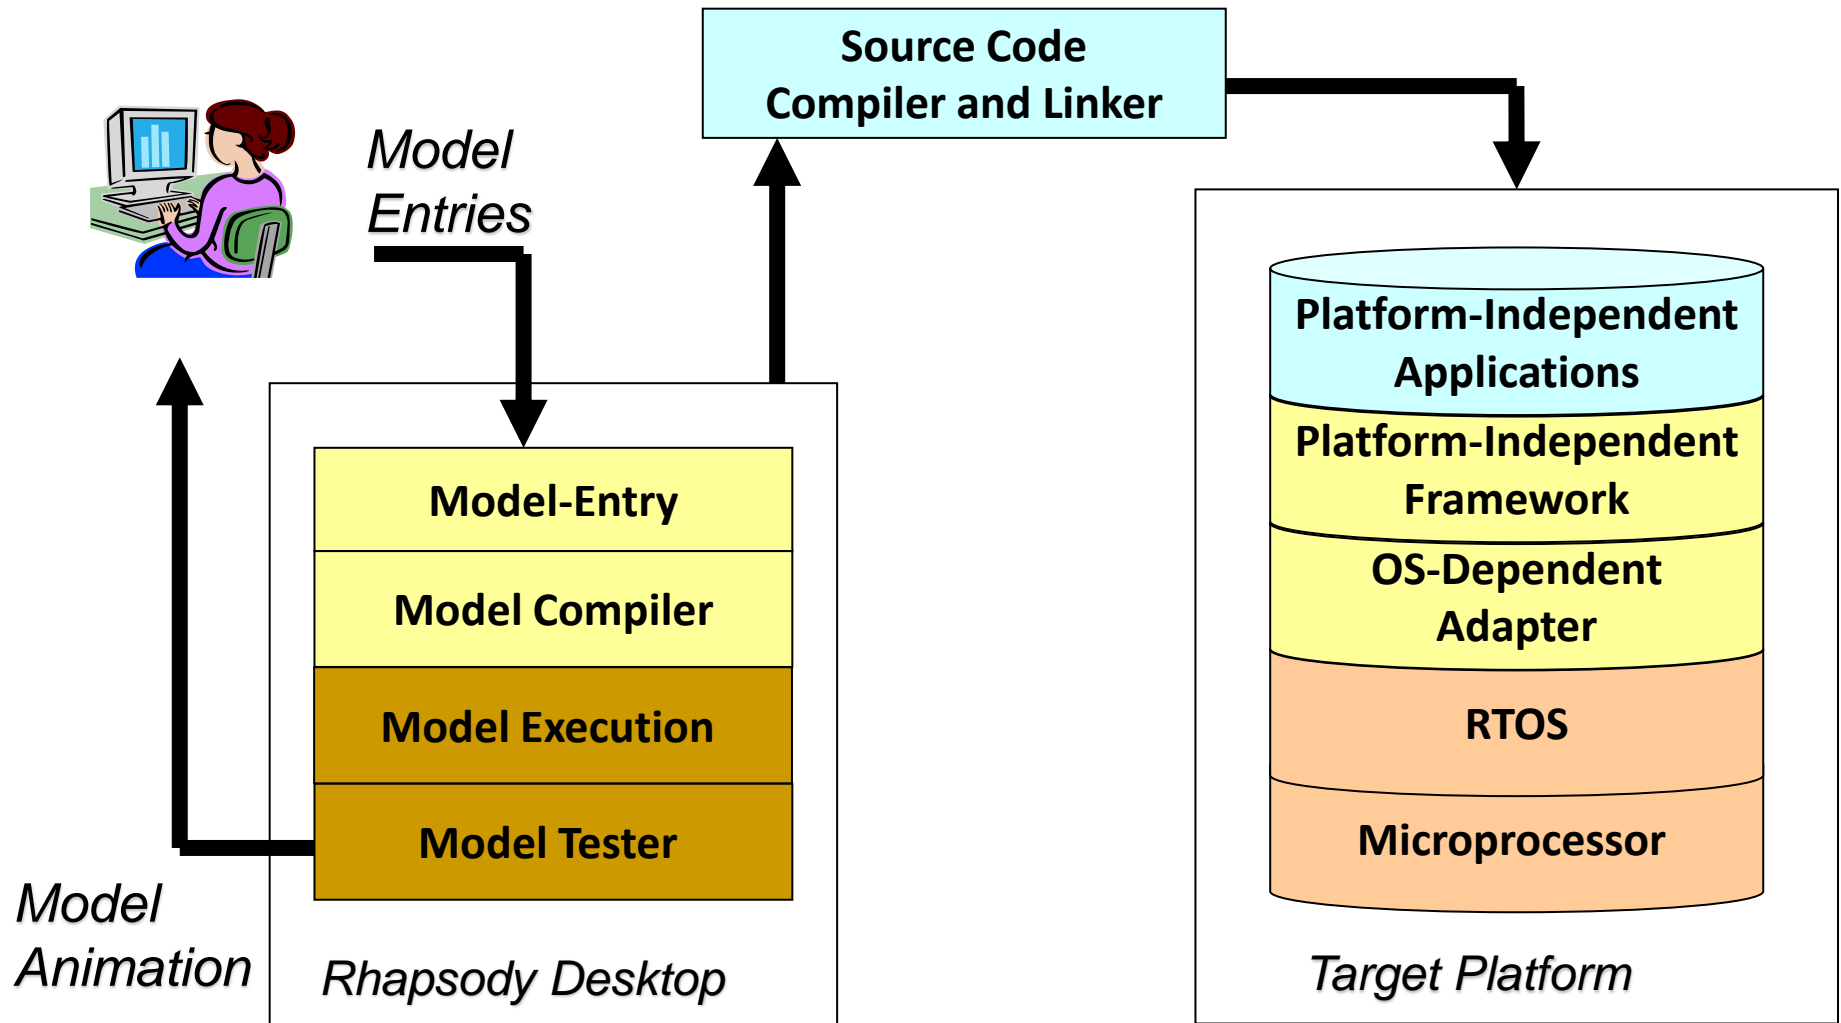 Source Code
Compiler and Linker
Model
Entries
Platform-Independent
Applications
Platform-Independent
Framework
OS-Dependent
Adapter
RTOS
Microprocessor
Target Platform
Model-Entry
Model Compiler
Model Execution
Model Tester
Rhapsody Desktop
Model
Animation